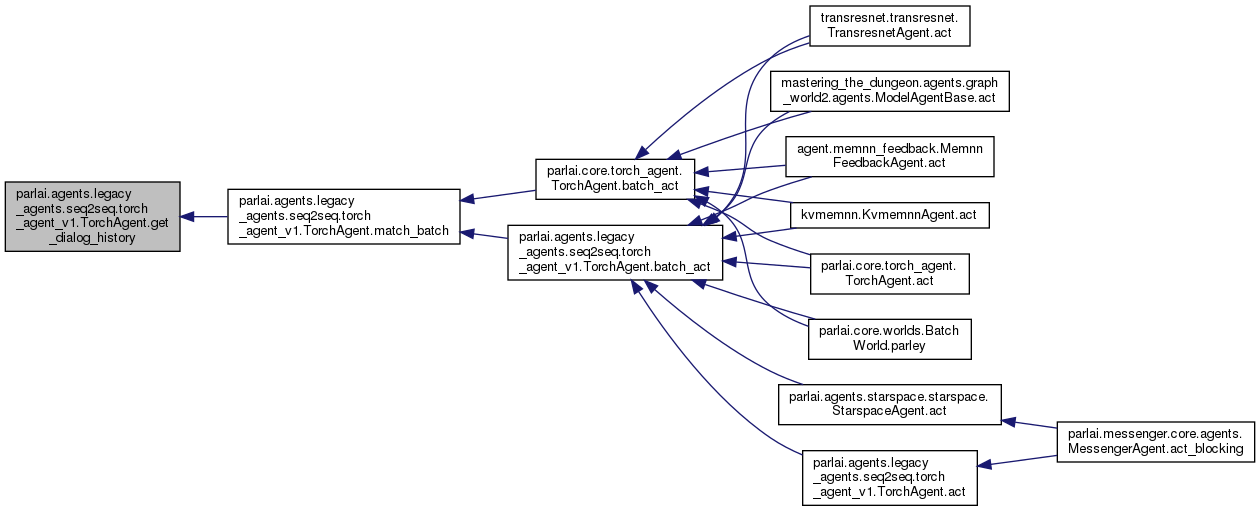 parlai.agents.legacy
_agents.seq2seq.torch
_agent_v1.TorchAgent.get
_dialog_history
parlai.agents.legacy
_agents.seq2seq.torch
_agent_v1.TorchAgent.match_batch
parlai.core.torch_agent.
TorchAgent.batch_act
parlai.agents.legacy
_agents.seq2seq.torch
_agent_v1.TorchAgent.batch_act
transresnet.transresnet.
TransresnetAgent.act
mastering_the_dungeon.agents.graph
_world2.agents.ModelAgentBase.act
agent.memnn_feedback.Memnn
FeedbackAgent.act
kvmemnn.KvmemnnAgent.act
parlai.core.torch_agent.
TorchAgent.act
parlai.core.worlds.Batch
World.parley
parlai.agents.starspace.starspace.
StarspaceAgent.act
parlai.agents.legacy
_agents.seq2seq.torch
_agent_v1.TorchAgent.act
parlai.messenger.core.agents.
MessengerAgent.act_blocking